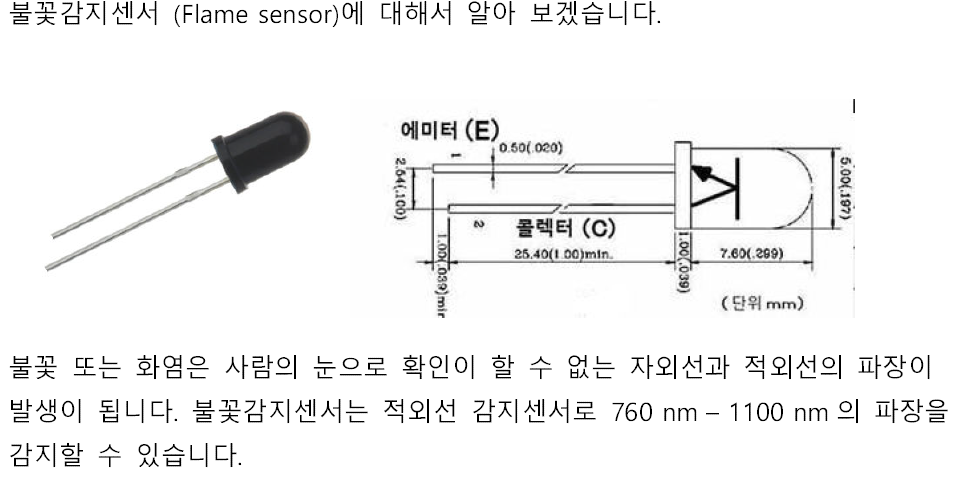 불꽃감지센서 (Flame sensor)에 대해서 알아 보겠습니다.
에미터 (E)
1
0.50(.020)
2.54(.100)
2
콜렉터 (C)
1.00(.039)min
25.40(1.00)min.
1.00(.039)
7.60(.299)
5.00(.197)
(단위 mm)
불꽃 또는 화염은 사람의 눈으로 확인이 할 수 없는 자외선과 적외선의 파장이
발생이 됩니다. 불꽃감지센서는 적외선 감지센서로 760 nm – 1100 nm 의 파장을
감지할 수 있습니다.